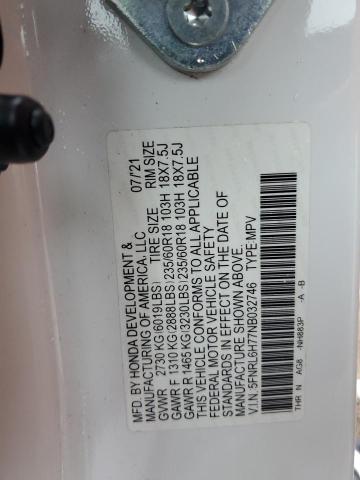 MFD. BY HONDA DEVELOPMENT & 07/21
MANUFACTURING OF AMERICA, LLC
TIRE SIZE RIM SIZE
GVWR 2730 KG(6019LBS)
GAWR F 1310 KG(2888LBS)235/60R18 103H 18X7.5J
GAWR R 1465 KG(3230LBS)235/60R18 103H 18X7.5J
THIS VEHICLE CONFORMS TO ALL APPLICABLE
FEDERAL MOTOR VEHICLE SAFETY
STANDARDS IN EFFECT ON THE DATE OF
MANUFACTURE SHOWN ABOVE.
V.I.N. 5FNRL6H77NB032746 TYPE:MPV
THR N AG8 -NH883P -A -B